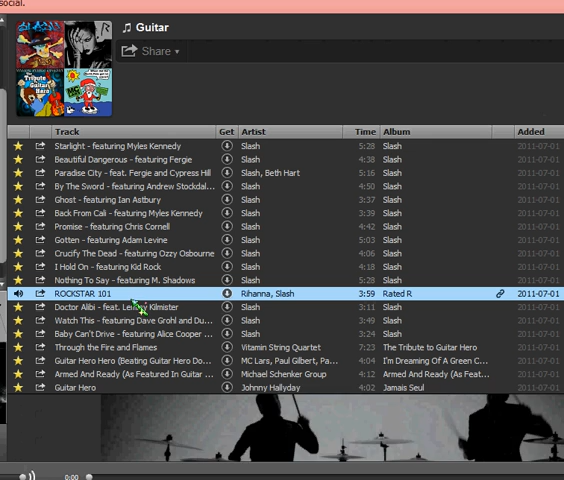 social.
Guitar
Share
Track Get Artist Time Album Added
Starlight - featuring Myles Kennedy Slash 5:28 Slash 2011-07-01
Beautiful Dangerous - featuring Fergie Slash 4:38 Slash 2011-07-01
Paradise City - feat. Fergie and Cypress Hill Slash, Beth Hart 5:16 Slash 2011-07-01
By The Sword - featuring Andrew Stockdal... Slash 4:50 Slash 2011-07-01
Ghost - featuring Ian Astbury Slash 3:37 Slash 2011-07-01
Back From Cali - featuring Myles Kennedy Slash 3:39 Slash 2011-07-01
Promise - featuring Chris Cornell Slash 4:42 Slash 2011-07-01
Gotten - featuring Adam Levine Slash 5:03 Slash 2011-07-01
Crucify The Dead - featuring Ozzy Osbourne Slash 4:06 Slash 2011-07-01
I Hold On - featuring Kid Rock Slash 4:18 Slash 2011-07-01
Nothing To Say - featuring M. Shadows Slash 5:28 Slash 2011-07-01
ROCKSTAR 101 Rihanna, Slash 3:59 Rated R 2011-07-01
Doctor Alibi - feat. Lemmy Kilmister Slash 3:11 Slash 2011-07-01
Watch This - featuring Dave Grohl and Du... Slash 3:49 Slash 2011-07-01
Baby Can't Drive - featuring Alice Cooper ... Slash 3:24 Slash 2011-07-01
Through the Fire and Flames Vitamin String Quartet 7:23 The Tribute to Guitar Hero 2011-07-01
Guitar Hero Hero (Beating Guitar Hero Do... MC Lars, Paul Gilbert, Pa... 4:04 I'm Dreaming Of A Green C... 2011-07-01
Armed And Ready (As Featured In Guitar ... Michael Schenker Group 4:12 Armed And Ready (As Feat... 2011-07-01
Guitar Hero Johnny Hallyday 4:02 Jamais Seul 2011-07-01
0:00